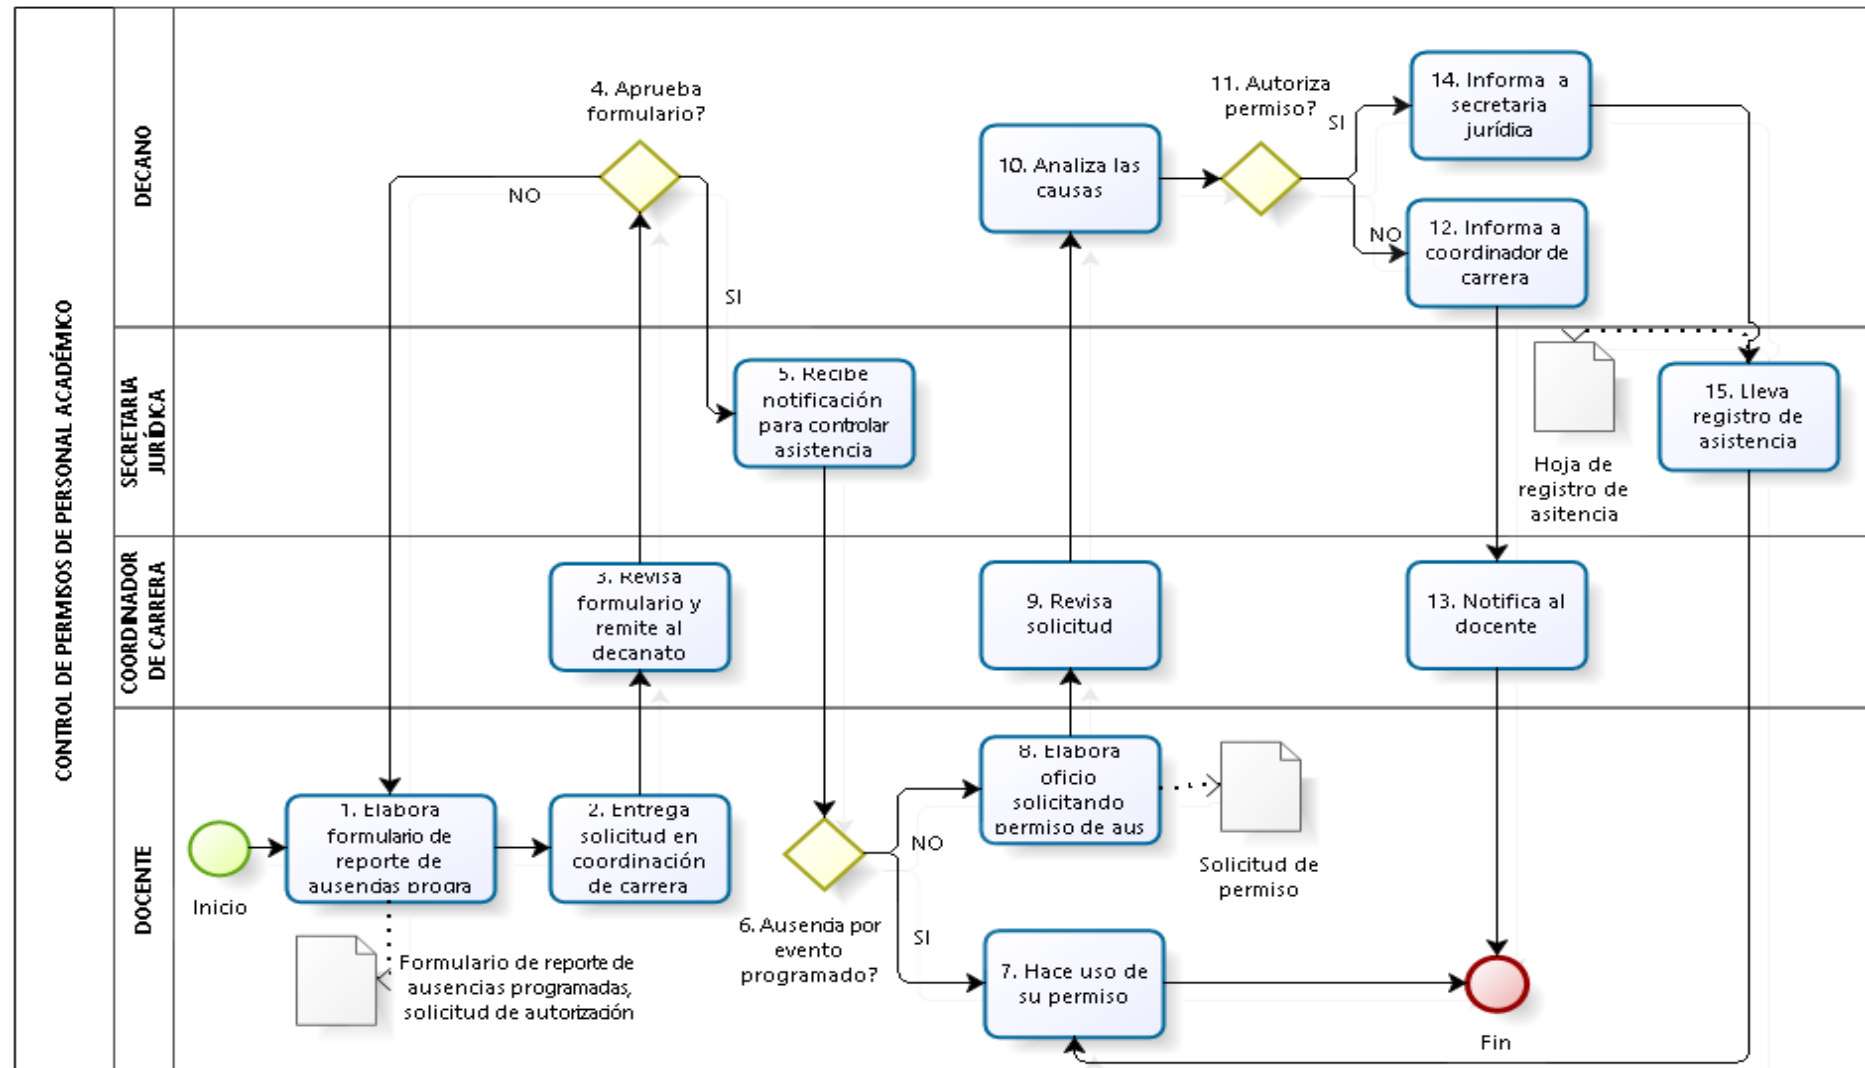 CONTROL DE PERMISOS DE PERSONAL ACADÉMICO
DECANO
4. Aprueba
formulario?
NO
SI
10. Analiza las
causas
11. Autoriza
permiso?
SI
NO
14. Informa a
secretaria
jurídica
12. Informa a
coordinador de
carrera
SECRETARIA
JURÍDICA
5. Recibe
notificación
para controlar
asistencia
Hoja de
registro de
asitencia
15. Lleva
registro de
asistencia
COORDINADOR
DE CARRERA
3. Revisa
formulario y
remite al
decanato
9. Revisa
solicitud
13. Notifica al
docente
DOCENTE
Inicio
1. Elabora
formulario de
reporte de
ausencias progra
Formulario de reporte de
ausencias programadas,
solicitud de autorización
2. Entrega
solicitud en
coordinación
de carrera
6. Ausencia por
evento
programado?
NO
SI
8. Elabora
oficio
solicitando
permiso de aus
Solicitud de
permiso
7. Hace uso de
su permiso
Fin